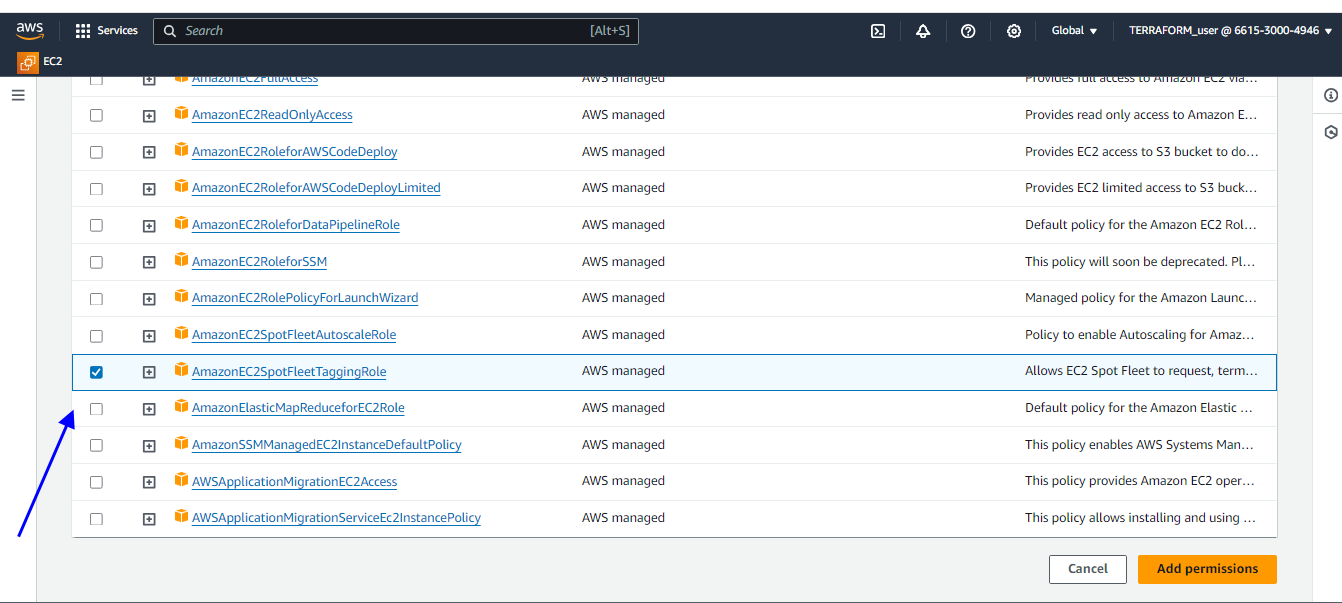 aws Services Search [Alt+S] Global TERRAFORM_user @ 6615-3000-4946
EC2
AmazonEC2FullAccess AWS managed Provides full access to Amazon EC2 via...
AmazonEC2ReadOnlyAccess AWS managed Provides read only access to Amazon E...
AmazonEC2RoleforAWSCodeDeploy AWS managed Provides EC2 access to S3 bucket to do...
AmazonEC2RoleforAWSCodeDeployLimited AWS managed Provides EC2 limited access to S3 buck...
AmazonEC2RoleforDataPipelineRole AWS managed Default policy for the Amazon EC2 Rol...
AmazonEC2RoleforSSM AWS managed This policy will soon be deprecated. Pl...
AmazonEC2RolePolicyForLaunchWizard AWS managed Managed policy for the Amazon Launc...
AmazonEC2SpotFleetAutoscaleRole AWS managed Policy to enable Autoscaling for Amaz...
AmazonEC2SpotFleetTaggingRole AWS managed Allows EC2 Spot Fleet to request, term...
AmazonElasticMapReduceforEC2Role AWS managed Default policy for the Amazon Elastic ...
AmazonSSMManagedEC2InstanceDefaultPolicy AWS managed This policy enables AWS Systems Man...
AWSApplicationMigrationEC2Access AWS managed This policy provides Amazon EC2 oper...
AWSApplicationMigrationServiceEc2InstancePolicy AWS managed This policy allows installing and using ...
Cancel Add permissions